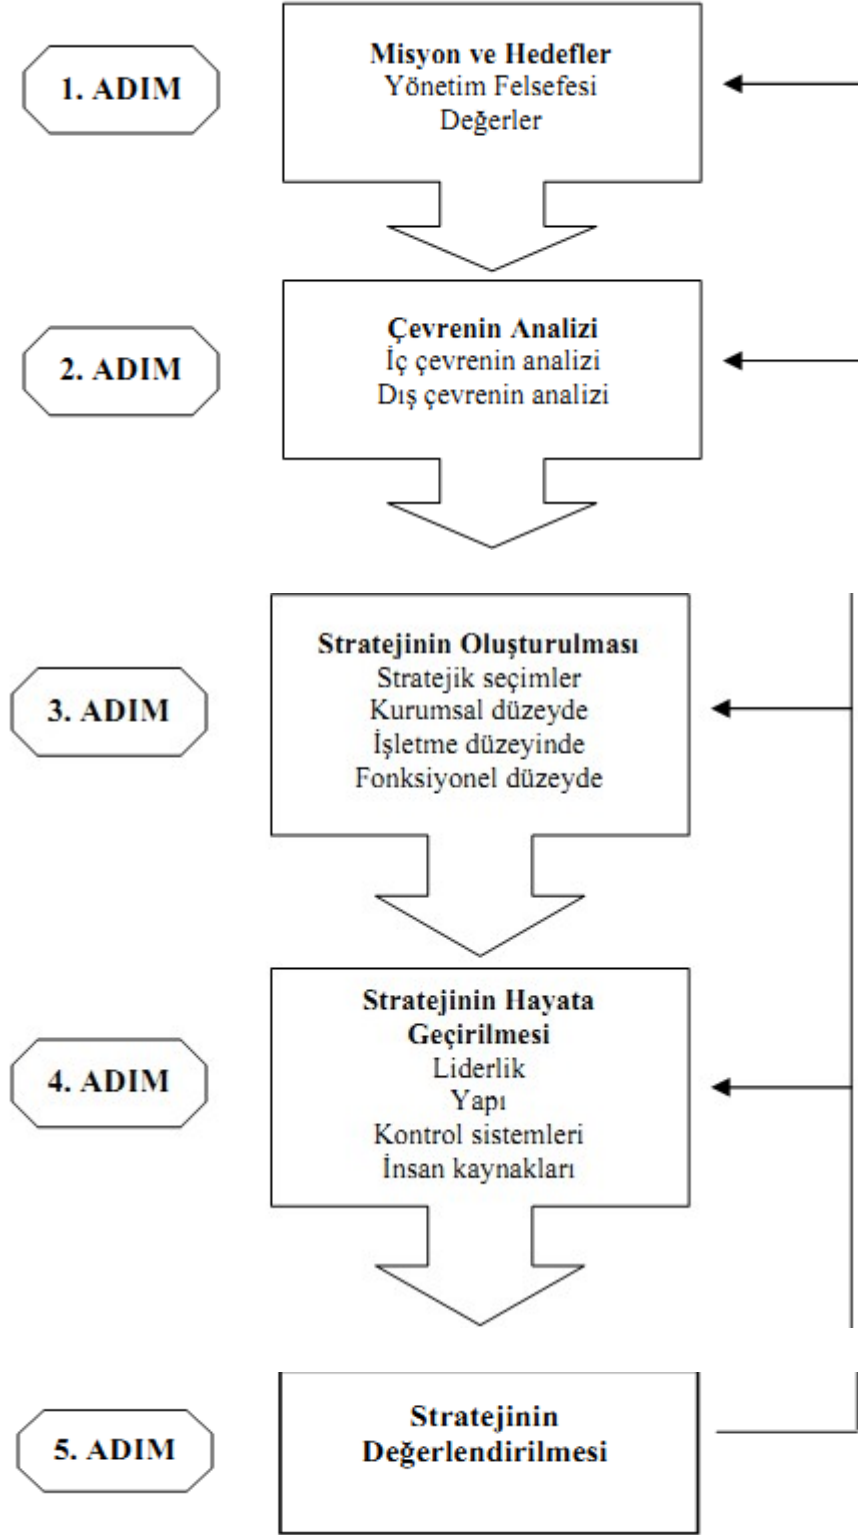 1. ADIM
Misyon ve Hedefler
Yönetim Felsefesi
Değerler
2. ADIM
Çevrenin Analizi
İç çevrenin analizi
Dış çevrenin analizi
3. ADIM
Stratejinin Oluşturulması
Stratejik seçimler
Kurumsal düzeyde
İşletme düzeyinde
Fonksiyonel düzeyde
4. ADIM
Stratejinin Hayata
Geçirilmesi
Liderlik
Yapı
Kontrol sistemleri
İnsan kaynakları
5. ADIM
Stratejinin
Değerlendirilmesi